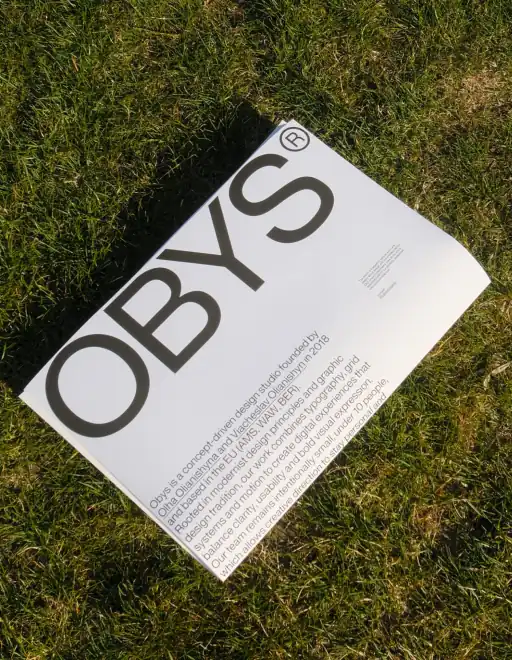 OBYS®
Obys is a concept-driven design studio founded by
Olha Olianishyna and Viacheslav Olianishyn in 2018
and based in the EU (AMS, WAW, BER).
Rooted in modernist design principles and graphic
design tradition, our work combines typography, grid
systems and motion to create digital experiences that
balance clarity, usability and bold visual expression.
Our team remains intentionally small, under 10 people,
which allows creative direction to stay personal and